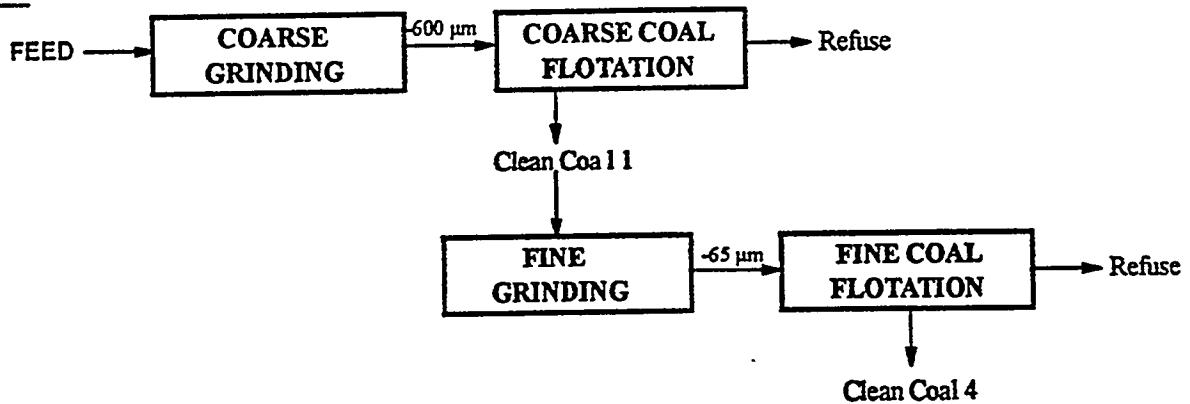 FEED
COARSE
GRINDING
-600 µm
COARSE COAL
FLOTATION
Refuse
Clean Coal 1
FINE
GRINDING
-65 µm
FINE COAL
FLOTATION
Refuse
Clean Coal 4